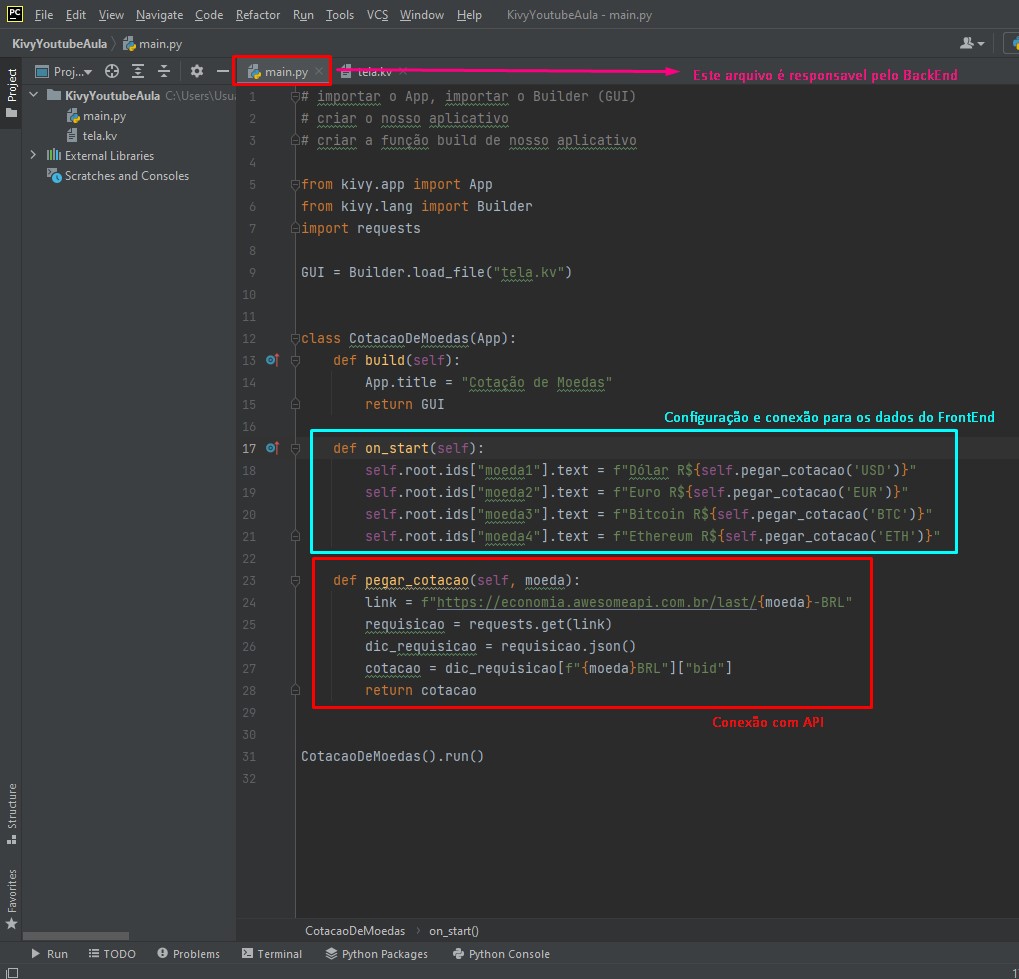 PC File Edit View Navigate Code Refactor Run Tools VCS Window Help KivyYoutubeAula - main.py
KivyYoutubeAula main.py
Project
Proj... main.py tela.kv Este arquivo é responsavel pelo BackEnd
KivyYoutubeAula C:\Users\Usua
main.py
tela.kv
External Libraries
Scratches and Consoles
1 # importar o App, importar o Builder (GUI)
2 # criar o nosso aplicativo
3 # criar a função build de nosso aplicativo
4
5 from kivy.app import App
6 from kivy.lang import Builder
7 import requests
8
9 GUI = Builder.load_file("tela.kv")
10
11
12 class CotacaoDeMoedas(App):
13 def build(self):
14 App.title = "Cotação de Moedas"
15 return GUI
Configuração e conexão para os dados do FrontEnd
16
17 def on_start(self):
18 self.root.ids["moeda1"].text = f"Dólar R${self.pegar_cotacao('USD')}"
19 self.root.ids["moeda2"].text = f"Euro R${self.pegar_cotacao('EUR')}"
20 self.root.ids["moeda3"].text = f"Bitcoin R${self.pegar_cotacao('BTC')}"
21 self.root.ids["moeda4"].text = f"Ethereum R${self.pegar_cotacao('ETH')}"
22
23 def pegar_cotacao(self, moeda):
24 link = f"https://economia.awesomeapi.com.br/last/{moeda}-BRL"
25 requisicao = requests.get(link)
26 dic_requisicao = requisicao.json()
27 cotacao = dic_requisicao[f"{moeda}BRL"]["bid"]
28 return cotacao
29
Conexão com API
30
31 CotacaoDeMoedas().run()
32
Structure
Favorites
CotacaoDeMoedas on_start()
Run TODO Problems Terminal Python Packages Python Console
1